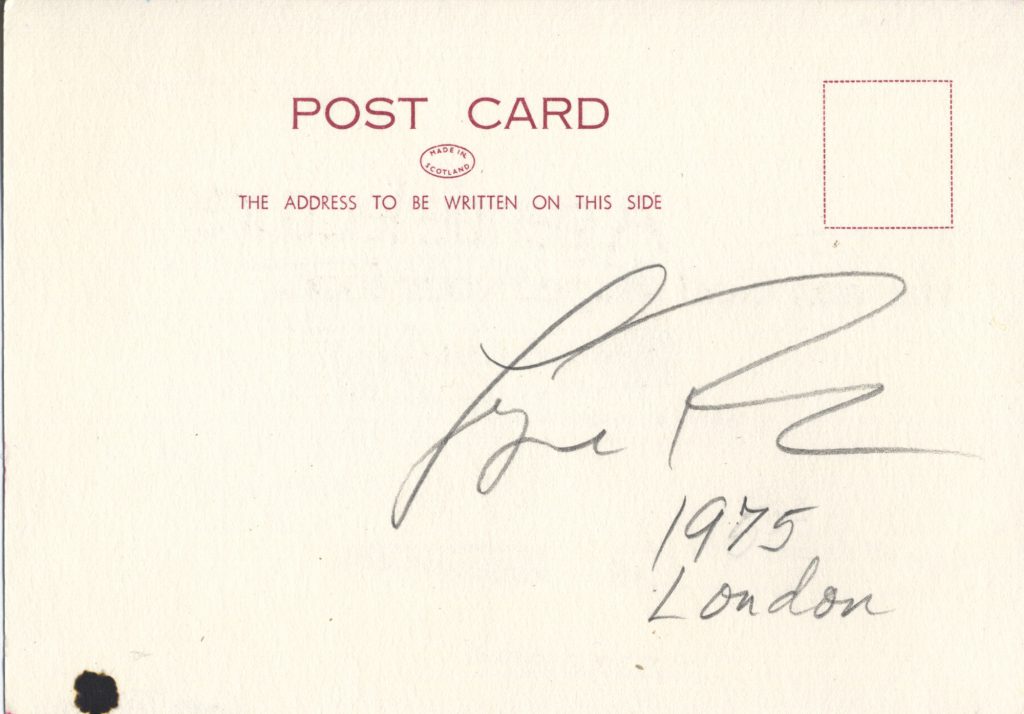 POST CARD
MADE IN
SCOTLAND
THE ADDRESS TO BE WRITTEN ON THIS SIDE
1975
London